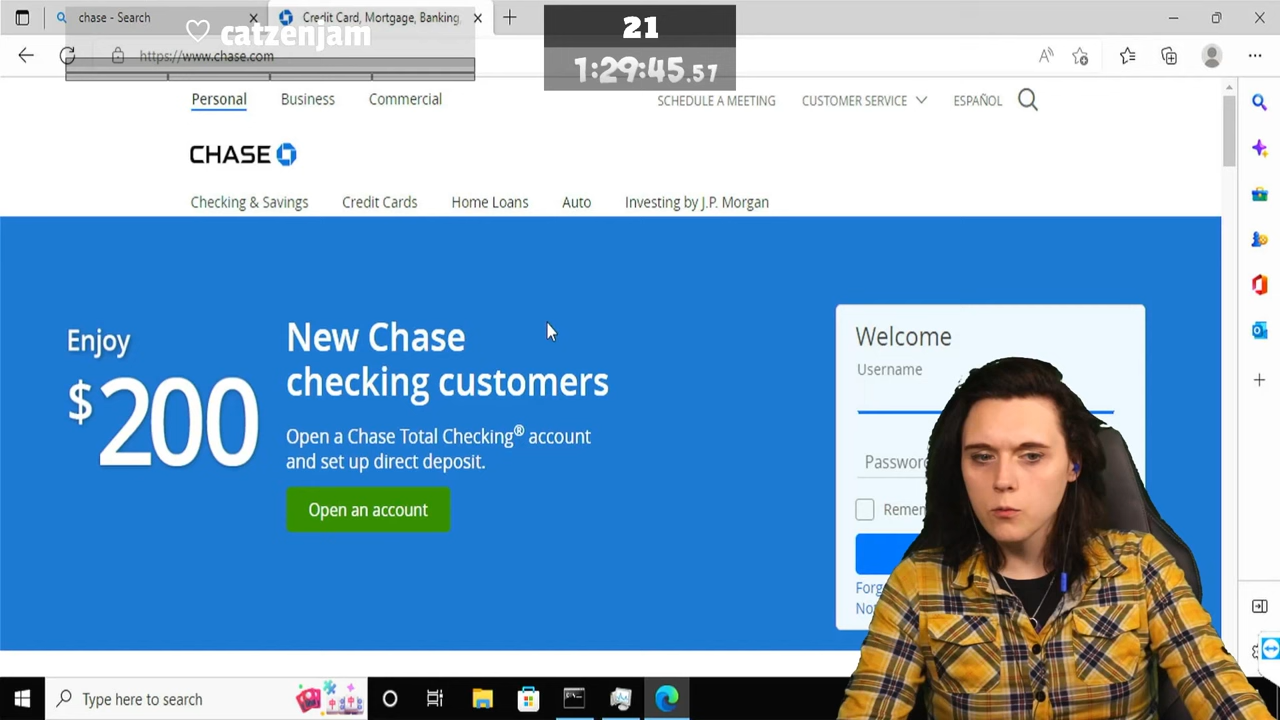 chase - Search
Credit Card, Mortgage, Banking,
♡ catzenjam
21
1:29:45.57
https://www.chase.com
Personal
Business
Commercial
SCHEDULE A MEETING
CUSTOMER SERVICE
ESPAÑOL
CHASE
Checking & Savings
Credit Cards
Home Loans
Auto
Investing by J.P. Morgan
Enjoy
$200
New Chase
checking customers
Open a Chase Total Checking® account
and set up direct deposit.
Open an account
Welcome
Username
Passwor
Remem
Forg
No
Type here to search